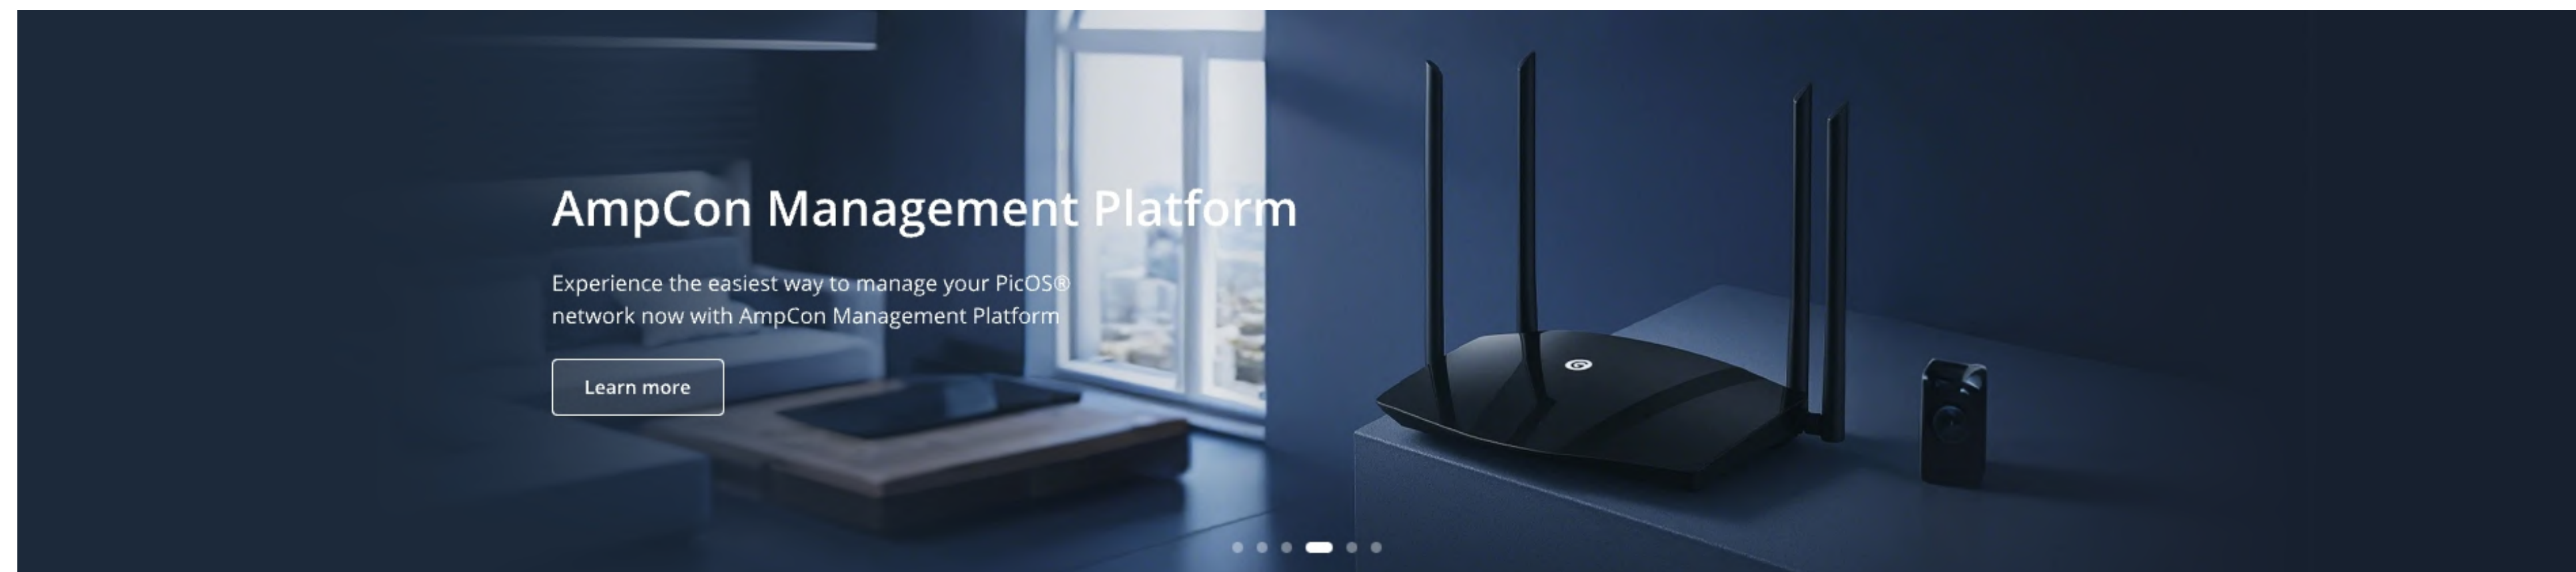 AmpCon Management Platform
Experience the easiest way to manage your PicOS®
network now with AmpCon Management Platform
Learn more